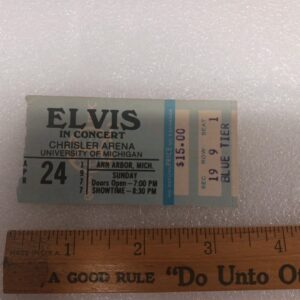 ELVIS
IN CONCERT
CHRISLER ARENA
UNIVERSITY OF MICHIGAN
APR 24 1977
ANN ARBOR, MICH.
SUNDAY
Doors Open—7:00 PM
SHOWTIME—8:30 PM
$15.00
SEC ROW SEAT
19 9 1
BLUE TIER
1 2 3 4
A GOOD RULE "Do Unto O